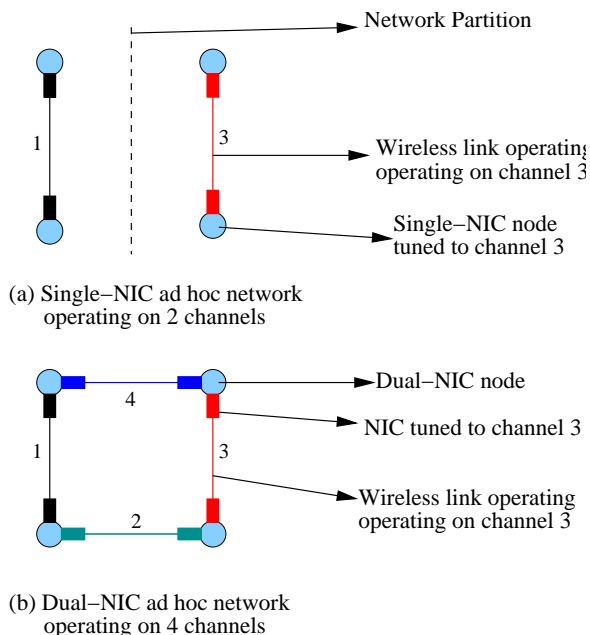 Network Partition
1
3
Wireless link operating
operating on channel 3
Single−NIC node
tuned to channel 3
(a) Single−NIC ad hoc network
operating on 2 channels
4
Dual−NIC node
NIC tuned to channel 3
1
3
Wireless link operating
operating on channel 3
2
(b) Dual−NIC ad hoc network
operating on 4 channels